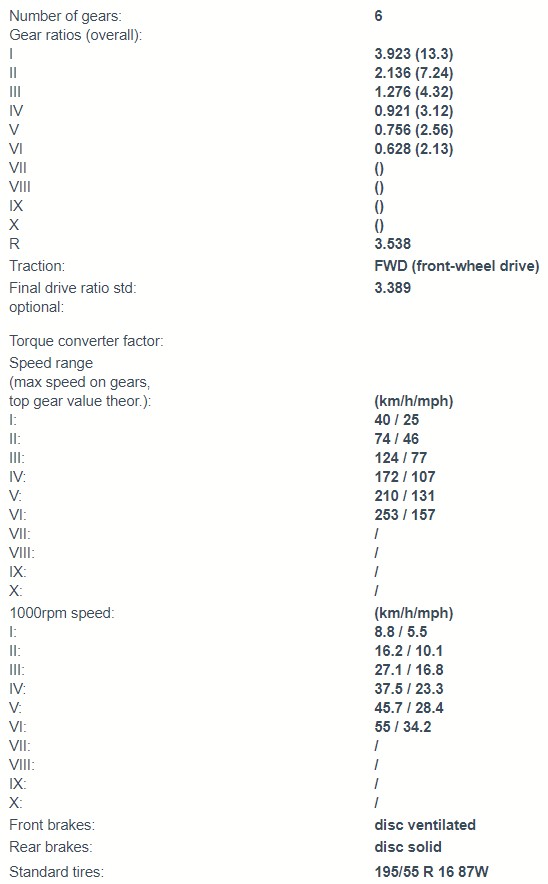 Number of gears: 6
Gear ratios (overall):
I 3.923 (13.3)
II 2.136 (7.24)
III 1.276 (4.32)
IV 0.921 (3.12)
V 0.756 (2.56)
VI 0.628 (2.13)
VII ()
VIII ()
IX ()
X ()
R 3.538
Traction: FWD (front-wheel drive)
Final drive ratio std: 3.389
optional:
Torque converter factor:
Speed range
(max speed on gears,
top gear value theor.): (km/h/mph)
I: 40 / 25
II: 74 / 46
III: 124 / 77
IV: 172 / 107
V: 210 / 131
VI: 253 / 157
VII: /
VIII: /
IX: /
X: /
1000rpm speed: (km/h/mph)
I: 8.8 / 5.5
II: 16.2 / 10.1
III: 27.1 / 16.8
IV: 37.5 / 23.3
V: 45.7 / 28.4
VI: 55 / 34.2
VII: /
VIII: /
IX: /
X: /
Front brakes: disc ventilated
Rear brakes: disc solid
Standard tires: 195/55 R 16 87W